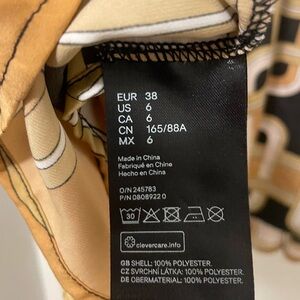 EUR 38
US 6
CA 6
CN 165/88A
MX 6
Made in China
Fabriqué en Chine
Hecho en China
O/N 245783
P/N 0808922 0
30
clevercare.info
GB SHELL: 100% POLYESTER.
CZ SVRCHNÍ LÁTKA: 100% POLYESTER.
DE OBERMATERIAL: 100% POLYESTER.